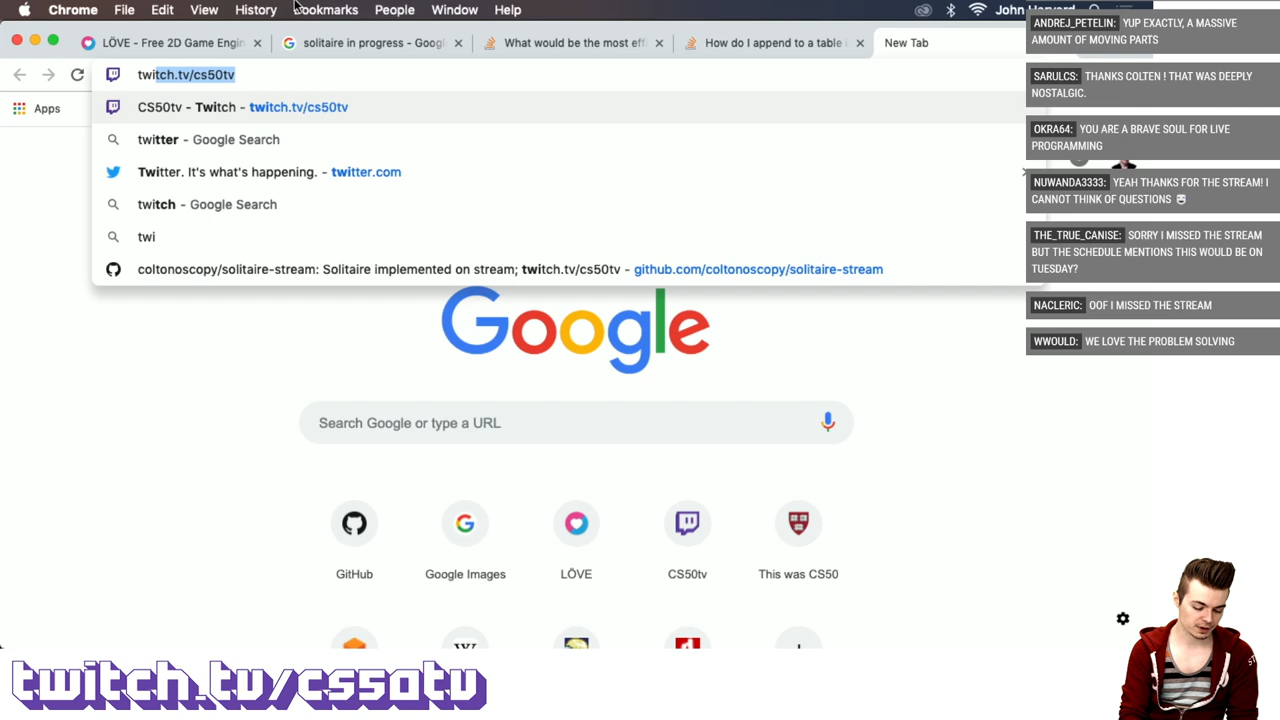 Chrome File Edit View History Bookmarks People Window Help
LÖVE - Free 2D Game Engin
solitaire in progress - Googl
What would be the most eff
How do I append to a table i
New Tab
twitch.tv/cs50tv
Apps
CS50tv - Twitch - twitch.tv/cs50tv
twitter - Google Search
Twitter. It's what's happening. - twitter.com
twitch - Google Search
twi
coltonoscopy/solitaire-stream: Solitaire implemented on stream; twitch.tv/cs50tv - github.com/coltonoscopy/solitaire-stream
Google
Search Google or type a URL
GitHub
Google Images
LÖVE
CS50tv
This was CS50
W
ANDREJ_PETELIN: YUP EXACTLY, A MASSIVE
AMOUNT OF MOVING PARTS
SARULCS: THANKS COLTEN ! THAT WAS DEEPLY
NOSTALGIC.
OKRA64: YOU ARE A BRAVE SOUL FOR LIVE
PROGRAMMING
NUWANDA3333: YEAH THANKS FOR THE STREAM! I
CANNOT THINK OF QUESTIONS
THE_TRUE_CANISE: SORRY I MISSED THE STREAM
BUT THE SCHEDULE MENTIONS THIS WOULD BE ON
TUESDAY?
NACLERIC: OOF I MISSED THE STREAM
WWOULD: WE LOVE THE PROBLEM SOLVING
twitch.tv/cs50tv